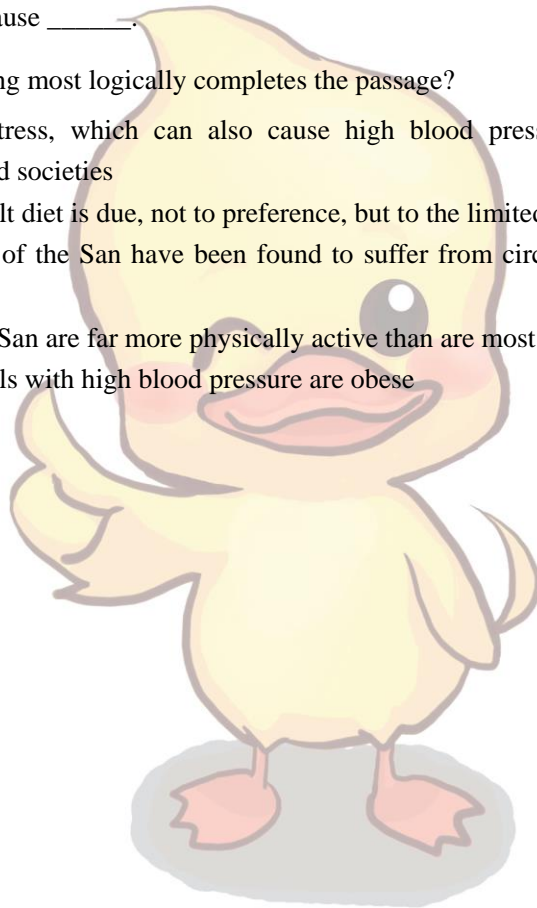 ause ______.
ng most logically completes the passage?
tress, which can also cause high blood press
d societies
lt diet is due, not to preference, but to the limited
of the San have been found to suffer from circ
San are far more physically active than are most
ls with high blood pressure are obese